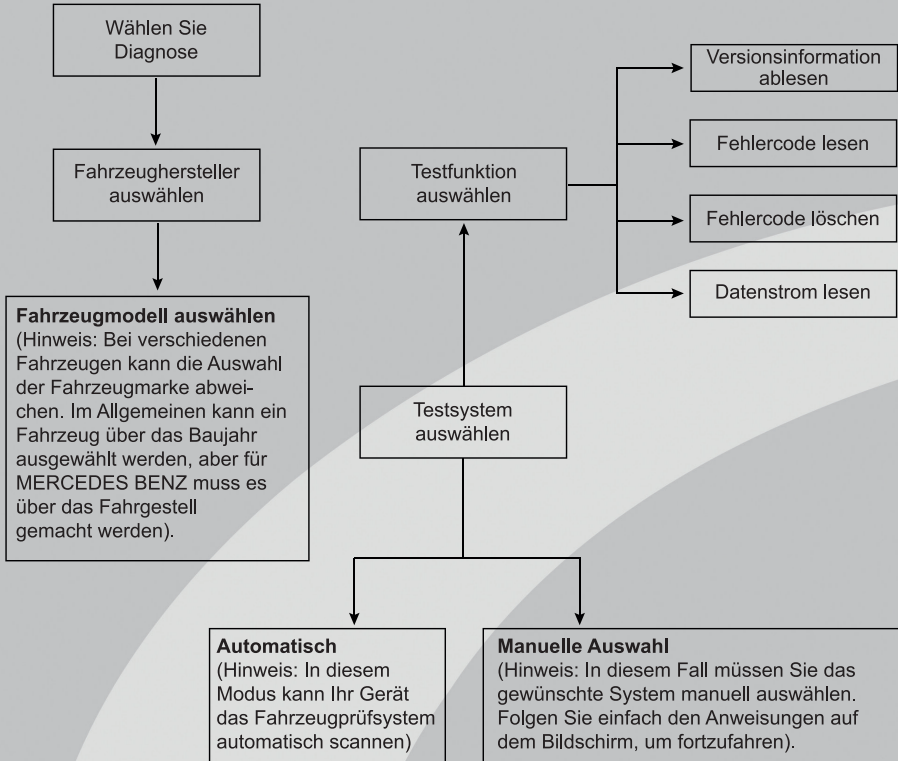 Wählen Sie
Diagnose
Fahrzeughersteller
auswählen
Fahrzeugmodell auswählen
(Hinweis: Bei verschiedenen
Fahrzeugen kann die Auswahl
der Fahrzeugmarke abwei-
chen. Im Allgemeinen kann ein
Fahrzeug über das Baujahr
ausgewählt werden, aber für
MERCEDES BENZ muss es
über das Fahrgestell
gemacht werden).
Testsystem
auswählen
Automatisch
(Hinweis: In diesem
Modus kann Ihr Gerät
das Fahrzeugprüfsystem
automatisch scannen)
Manuelle Auswahl
(Hinweis: In diesem Fall müssen Sie das
gewünschte System manuell auswählen.
Folgen Sie einfach den Anweisungen auf
dem Bildschirm, um fortzufahren).
Testfunktion
auswählen
Versionsinformation
ablesen
Fehlercode lesen
Fehlercode löschen
Datenstrom lesen